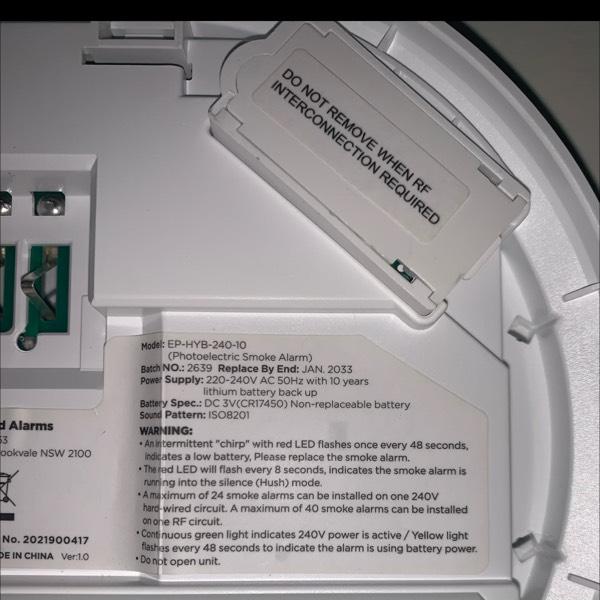 DO NOT REMOVE WHEN RF
INTERCONNECTION REQUIRED
Model: EP-HYB-240-10
(Photoelectric Smoke Alarm)
Batch NO.: 2639 Replace By End: JAN. 2033
Power Supply: 220-240V AC 50Hz with 10 years
lithium battery back up
Battery Spec.: DC 3V(CR17450) Non-replaceable battery
Sound Pattern: ISO8201
WARNING:
• An intermittent "chirp" with red LED flashes once every 48 seconds,
indicates a low battery, Please replace the smoke alarm.
• The red LED will flash every 8 seconds, indicates the smoke alarm is
running into the silence (Hush) mode.
• A maximum of 24 smoke alarms can be installed on one 240V
hard-wired circuit. A maximum of 40 smoke alarms can be installed
on one RF circuit.
• Continuous green light indicates 240V power is active / Yellow light
flashes every 48 seconds to indicate the alarm is using battery power.
• Do not open unit.
d Alarms
53
ookvale NSW 2100
No. 2021900417
DE IN CHINA Ver:1.0